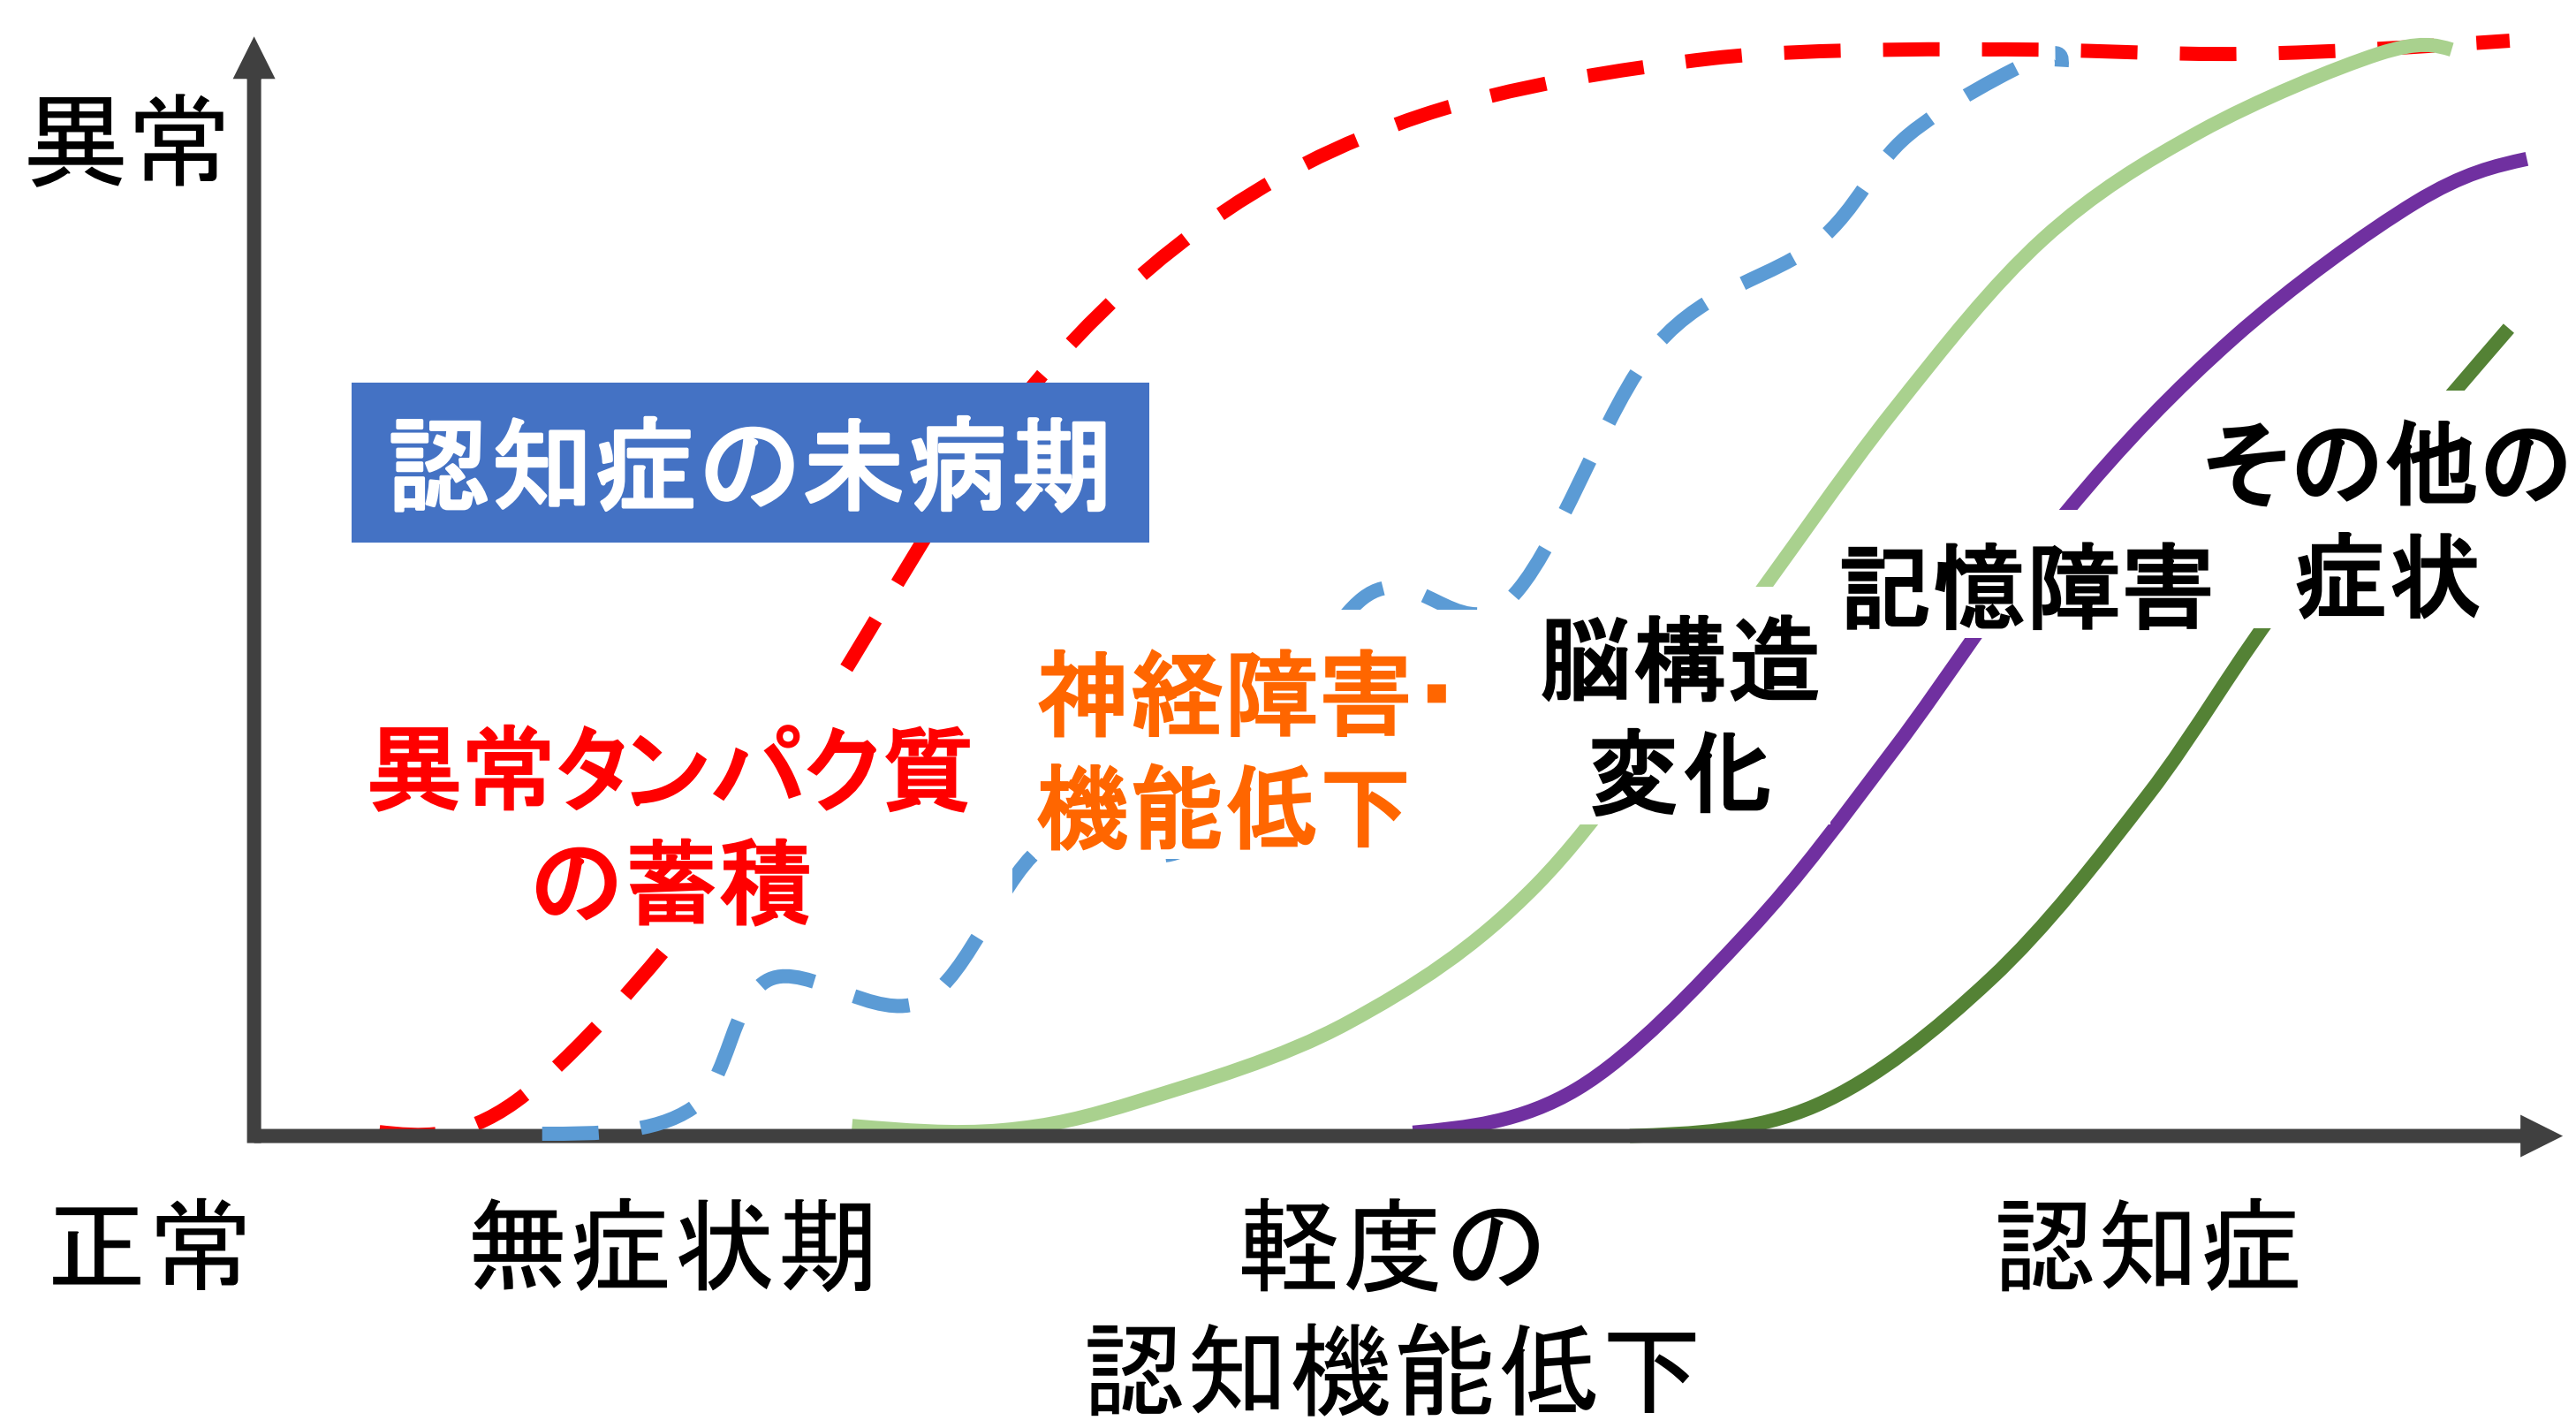 異常
認知症の未病期
異常タンパク質
の蓄積
神経障害・
機能低下
脳構造
変化
記憶障害
その他の
症状
正常
無症状期
軽度の
認知機能低下
認知症